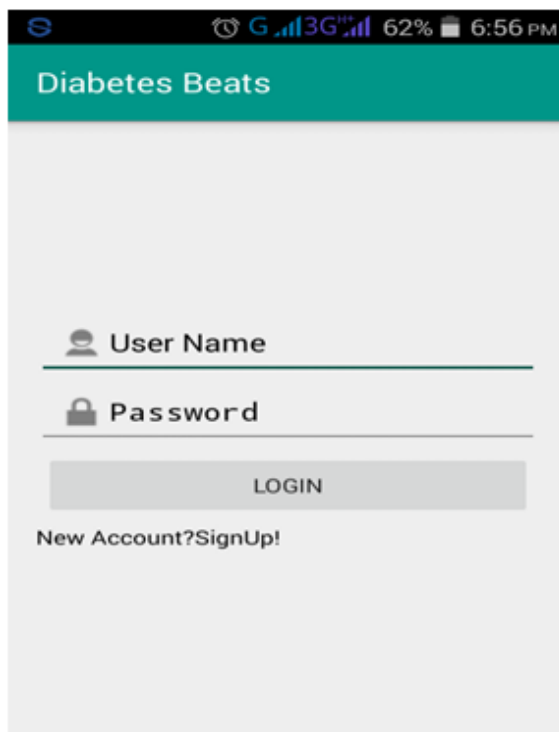 G 3G H+ 62% 6:56 PM
Diabetes Beats
User Name
Password
LOGIN
New Account?SignUp!